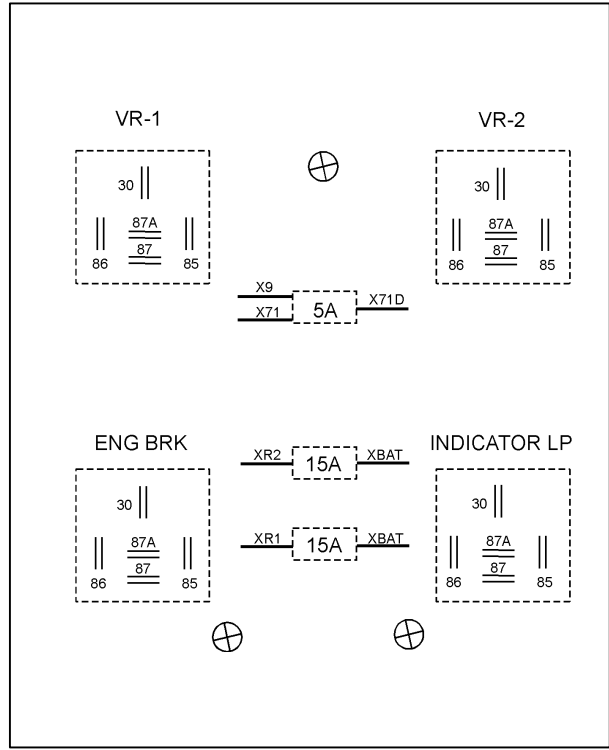 VR-1
VR-2
30
87A
87
86
85
30
87A
87
86
85
X9
X71
5A
X71D
ENG BRK
INDICATOR LP
XR2
15A
XBAT
XR1
15A
XBAT
30
87A
87
86
85
30
87A
87
86
85